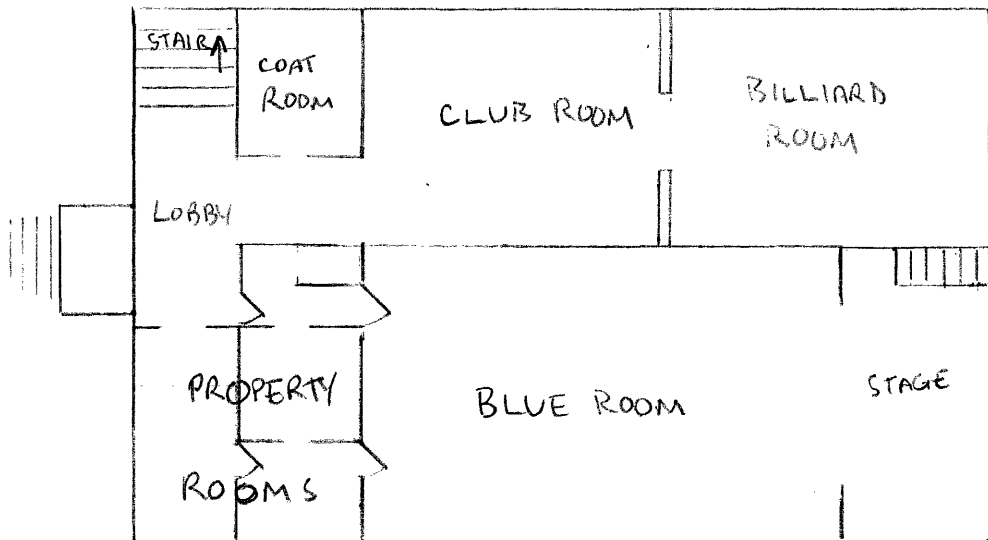 STAIR
COAT
ROOM
CLUB ROOM
BILLIARD
ROOM
LOBBY
PROPERTY
ROOMS
BLUE ROOM
STAGE